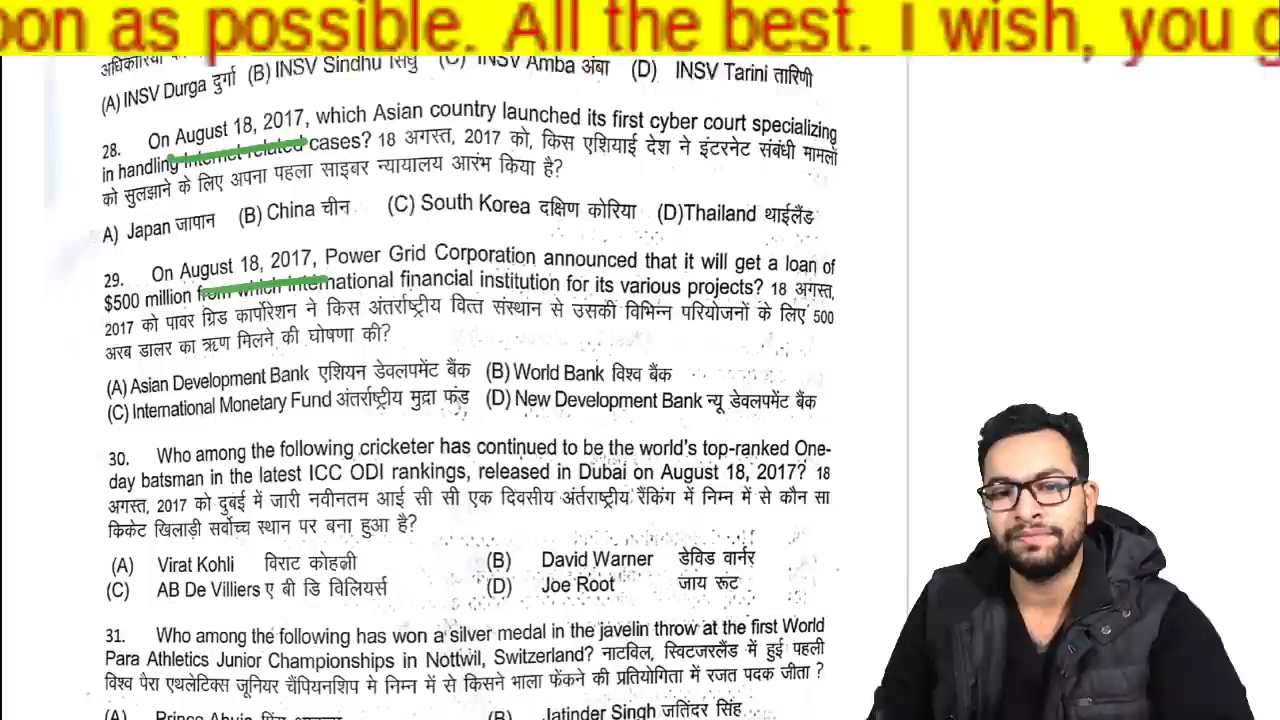 oon as possible. All the best. I wish, you g
(A) INSV Durga दुर्गा (B) INSV Sindhu सिंधु (C) INSV Amba अंबा (D) INSV Tarini तारिणी
28. On August 18, 2017, which Asian country launched its first cyber court specializing
in handling Internet related cases? 18 अगस्त, 2017 को, किस एशियाई देश ने इंटरनेट संबंधी मामलों
को सुलझाने के लिए अपना पहला साइबर न्यायालय आरंभ किया है?
A) Japan जापान (B) China चीन (C) South Korea दक्षिण कोरिया (D)Thailand थाईलैंड
29. On August 18, 2017, Power Grid Corporation announced that it will get a loan of
$500 million from which international financial institution for its various projects? 18 अगस्त,
2017 को पावर ग्रिड कार्पोरेशन ने किस अंतर्राष्ट्रीय वित्त संस्थान से उसकी विभिन्न परियोजनों के लिए 500
अरब डालर का ऋण मिलने की घोषणा की?
(A) Asian Development Bank एशियन डेवलपमेंट बैंक (B) World Bank विश्व बैंक
(C) International Monetary Fund अंतर्राष्ट्रीय मुद्रा फंड (D) New Development Bank न्यू डेवलपमेंट बैंक
30. Who among the following cricketer has continued to be the world's top-ranked One-
day batsman in the latest ICC ODI rankings, released in Dubai on August 18, 2017? 18
अगस्त, 2017 को दुबई में जारी नवीनतम आई सी सी एक दिवसीय अंर्तराष्ट्रीय रैंकिंग में निम्न में से कौन सा
क्रिकेट खिलाड़ी सर्वोच्च स्थान पर बना हुआ है?
(A) Virat Kohli विराट कोहली (B) David Warner डेविड वार्नर
(C) AB De Villiers ए बी डि विलियर्स (D) Joe Root जाय रूंट
31. Who among the following has won a silver medal in the javelin throw at the first World
Para Athletics Junior Championships in Nottwil, Switzerland? नाटविल, स्विटजरलैंड में हुई पहली
विश्व पैरा एथलेटिक्स जूनियर चैंपियनशिप मे निम्न में से किसने भाला फेंकने की प्रतियोगिता में रजत पदक जीता ?
(A) Prince Ahuja (B) Jatinder Singh जतिंदर सिंह